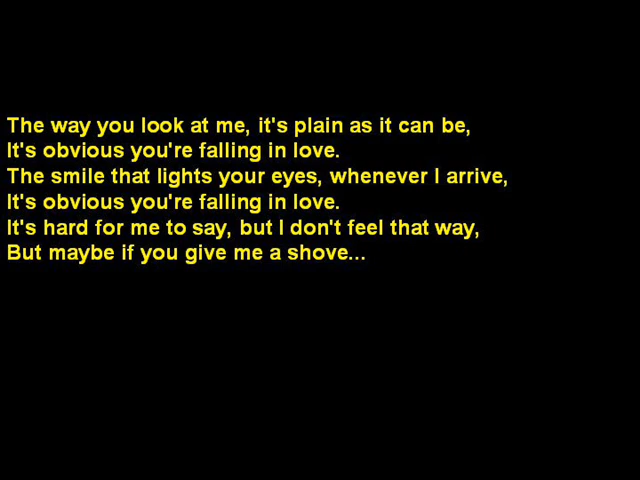 The way you look at me, it's plain as it can be,
It's obvious you're falling in love.
The smile that lights your eyes, whenever I arrive,
It's obvious you're falling in love.
It's hard for me to say, but I don't feel that way,
But maybe if you give me a shove...